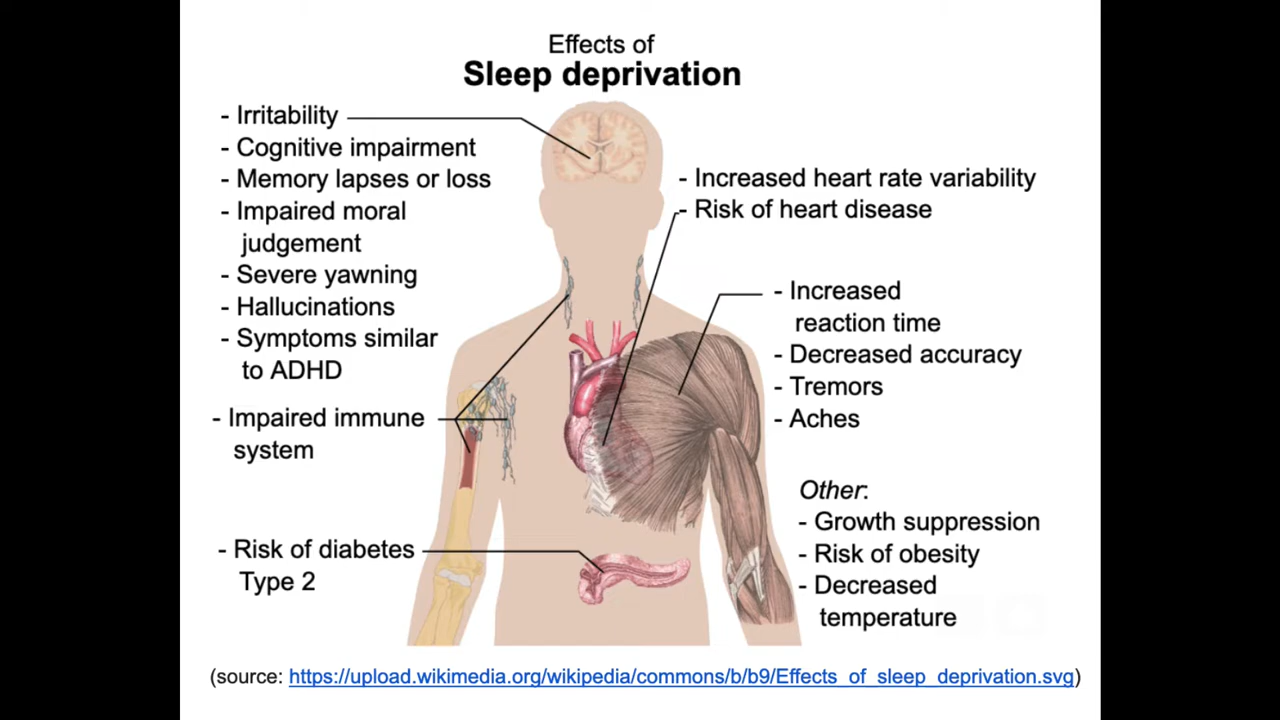 Effects of
Sleep deprivation
- Irritability
- Cognitive impairment
- Memory lapses or loss
- Impaired moral
judgement
- Severe yawning
- Hallucinations
- Symptoms similar
to ADHD
- Impaired immune
system
- Risk of diabetes
Type 2
- Increased heart rate variability
- Risk of heart disease
- Increased
reaction time
- Decreased accuracy
- Tremors
- Aches
Other:
- Growth suppression
- Risk of obesity
- Decreased
temperature
(source: https://upload.wikimedia.org/wikipedia/commons/b/b9/Effects_of_sleep_deprivation.svg)